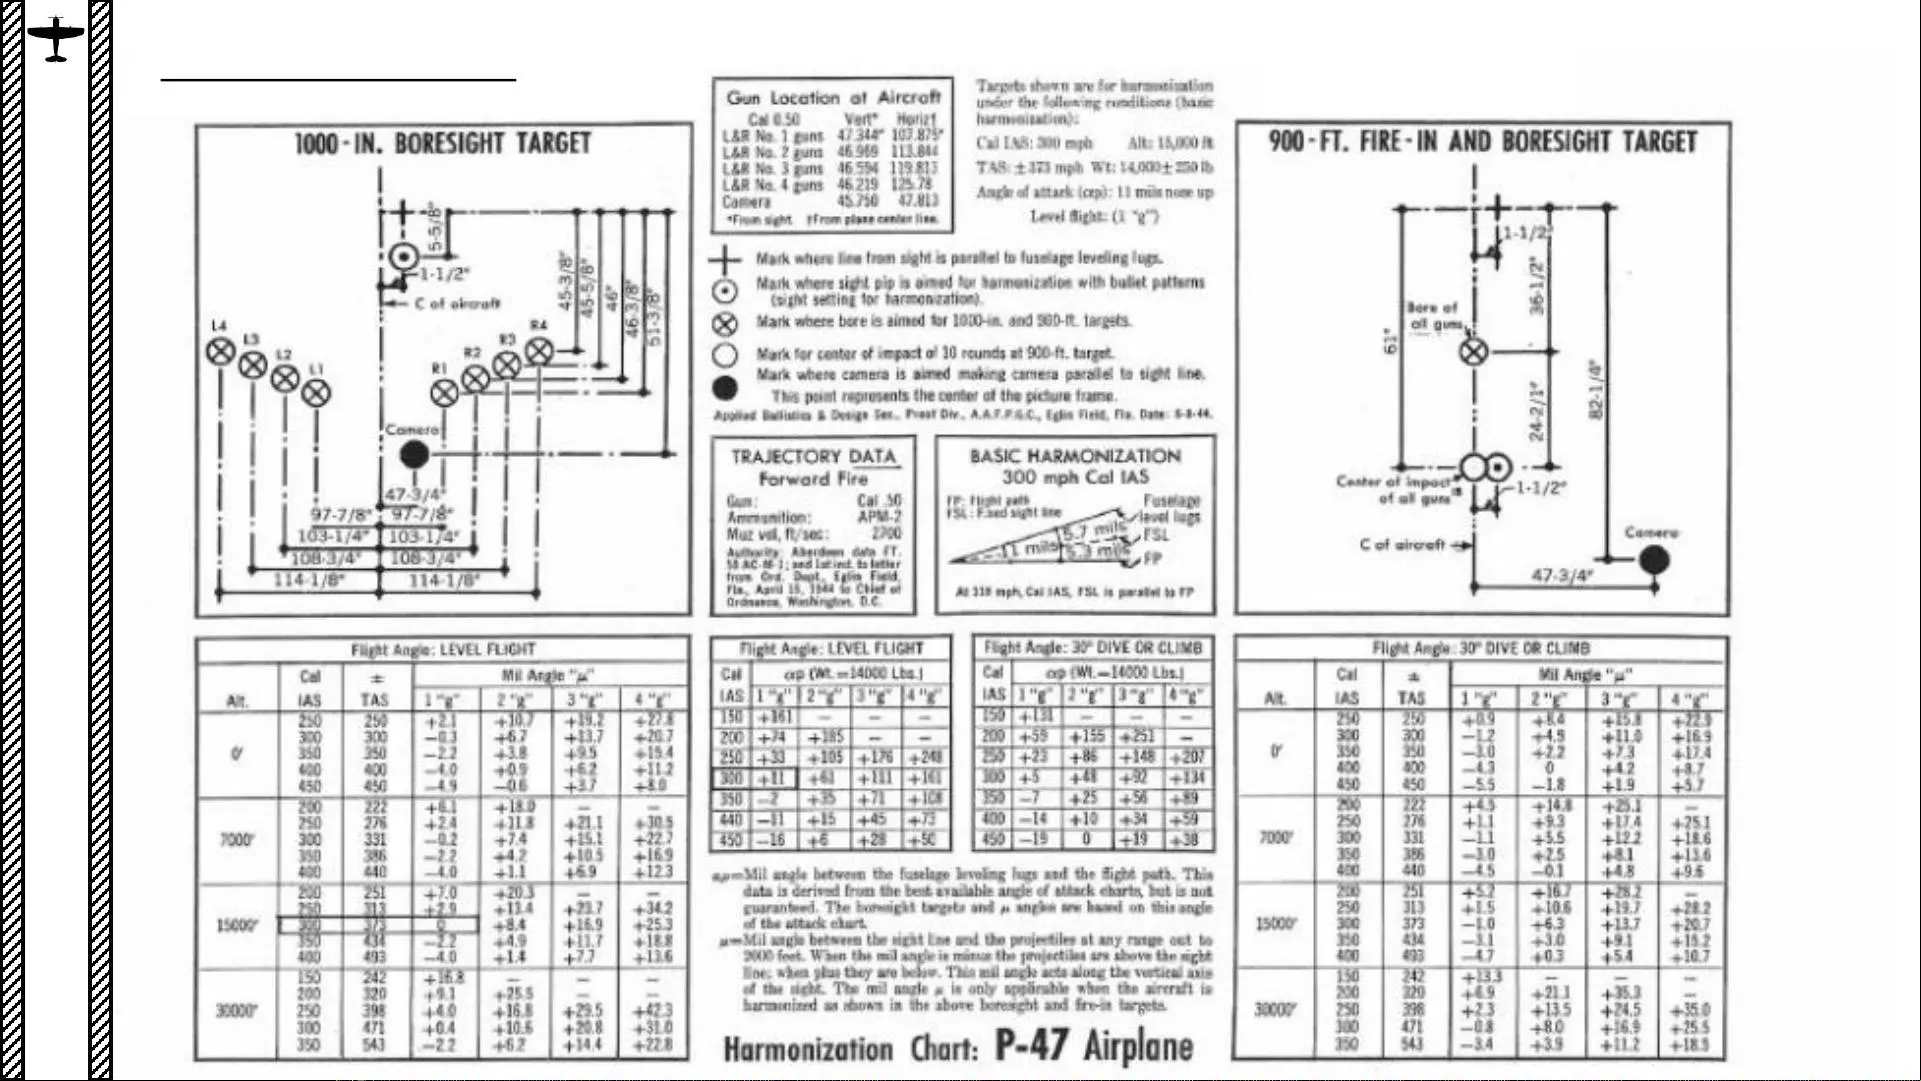 1000-IN. BORESIGHT TARGET
5-5/8"
1-1/2"
C of aircraft
45-3/8"
45-5/8"
46"
46-3/8"
51-3/8"
L4
L3
L2
L1
R1
R2
R3
R4
Camera
47-3/4"
97-7/8" 97-7/8"
103-1/4" 103-1/4"
108-3/4" 108-3/4"
114-1/8" 114-1/8"
Gun Location at Aircraft
Cal 0.50 Vert* Horiz†
L&R No. 1 guns 47.344" 107.875"
L&R No. 2 guns 46.969 113.844
L&R No. 3 guns 46.594 119.813
L&R No. 4 guns 46.219 125.78
Camera 45.750 47.813
*From sight †From plane center line.
Targets shown are for harmonization
under the following conditions (basic
harmonization):
Cal IAS: 300 mph Alt: 15,000 ft
TAS: ±373 mph Wt: 14,000±250 lb
Angle of attack (αxp): 11 mils nose up
Level flight: (1 "g")
Mark where line from sight is parallel to fuselage leveling lugs.
Mark where sight pip is aimed for harmonization with bullet patterns
(sight setting for harmonization).
Mark where bore is aimed for 1000-in. and 900-ft. targets.
Mark for center of impact of 10 rounds at 900-ft. target.
Mark where camera is aimed making camera parallel to sight line.
This point represents the center of the picture frame.
Applied Ballistics & Design Sec., Proof Div., A.A.F.P.G.C., Eglin Field, Fla. Date: 6-8-44.
TRAJECTORY DATA
Forward Fire
Gun: Cal .50
Ammunition: APM-2
Muz vel, ft/sec: 2700
Authority: Aberdeen data FT.
50 AC-M-1; and 1st ind. to letter
from Ord. Dept., Eglin Field,
Fla., April 15, 1944 to Chief of
Ordnance, Washington, D.C.
BASIC HARMONIZATION
300 mph Cal IAS
FP: Flight path
FSL: Fixed sight line
Fuselage
level lugs
5.7 mils
FSL
11 mils
5.3 mils
FP
At 338 mph, Cal IAS, FSL is parallel to FP
900-FT. FIRE-IN AND BORESIGHT TARGET
1-1/2"
36-1/2"
Bore of
all guns
61"
24-2/1"
82-1/4"
Center of impact
of all guns
1-1/2"
C of aircraft
Camera
47-3/4"
Flight Angle: LEVEL FLIGHT
Cal ± Mil Angle "μ"
Alt. IAS TAS 1 "g" 2 "g" 3 "g" 4 "g"
0'
250 250 +2.1 +10.7 +19.2 +27.8
300 300 −0.3 +6.7 +13.7 +20.7
350 350 −2.2 +3.8 +9.5 +15.4
400 400 −4.0 +0.9 +6.2 +11.2
450 450 −4.9 −0.6 +3.7 +8.0
7000'
200 222 +6.1 +18.0 — —
250 276 +2.4 +11.8 +21.1 +30.5
300 331 −0.2 +7.4 +15.1 +22.7
350 386 −2.2 +4.2 +10.5 +16.9
400 440 −4.0 +1.1 +6.9 +12.3
15000'
200 251 +7.0 +20.3 — —
250 313 +2.9 +13.4 +23.7 +34.2
300 373 0 +8.4 +16.9 +25.3
350 434 −2.2 +4.9 +11.7 +18.8
400 493 −4.0 +1.4 +7.7 +13.6
30000'
150 242 +16.8 — — —
200 320 +9.1 +25.5 — —
250 398 +4.0 +16.8 +29.5 +42.3
300 471 +0.4 +10.6 +20.8 +31.0
350 543 −2.2 +6.2 +14.4 +22.8
Flight Angle: LEVEL FLIGHT
Cal αxp (Wt.=14000 Lbs.)
IAS 1 "g" 2 "g" 3 "g" 4 "g"
150 +161 — — —
200 +74 +185 — —
250 +33 +105 +176 +248
300 +11 +61 +111 +161
350 −2 +35 +71 +108
440 −11 +15 +45 +73
450 −16 +6 +28 +50
Flight Angle: 30° DIVE OR CLIMB
Cal αxp (Wt.=14000 Lbs.)
IAS 1 "g" 2 "g" 3 "g" 4 "g"
150 +131 — — —
200 +59 +155 +251 —
250 +23 +86 +148 +207
300 +5 +48 +92 +134
350 −7 +25 +56 +89
400 −14 +10 +34 +59
450 −19 0 +19 +38
Mil angle between the fuselage leveling lugs and the flight path. This
data is derived from the best available angle of attack charts, but is not
guaranteed. The boresight targets and μ angles are based on this angle
of the attack chart.
μ=Mil angle between the sight line and the projectiles at any range out to
2000 feet. When the mil angle is minus the projectiles are above the sight
line; when plus they are below. This mil angle acts along the vertical axis
of the sight. The mil angle μ is only applicable when the aircraft is
harmonized as shown in the above boresight and fire-in targets.
Harmonization Chart: P-47 Airplane
Flight Angle: 30° DIVE OR CLIMB
Cal ± Mil Angle "μ"
Alt. IAS TAS 1 "g" 2 "g" 3 "g" 4 "g"
0'
250 250 +0.9 +8.4 +15.8 +22.9
300 300 −1.2 +4.9 +11.0 +16.9
350 350 −3.0 +2.2 +7.3 +17.4
400 400 −4.3 0 +4.2 +8.7
450 450 −5.5 −1.8 +1.9 +5.7
7000'
200 222 +4.5 +14.8 +25.1 —
250 276 +1.1 +9.3 +17.4 +25.1
300 331 −1.1 +5.5 +12.2 +18.6
350 386 −3.0 +2.5 +8.1 +13.6
400 440 −4.5 −0.1 +4.8 +9.6
15000'
200 251 +5.2 +16.7 +28.2 —
250 313 +1.5 +10.6 +19.7 +28.2
300 373 −1.0 +6.3 +13.7 +20.7
350 434 −3.1 +3.0 +9.1 +15.2
400 493 −4.7 +0.3 +5.4 +10.7
30000'
150 242 +13.3 — — —
200 320 +6.9 +21.1 +35.3 —
250 398 +2.3 +13.5 +24.5 +35.0
300 471 −0.8 +8.0 +16.9 +25.5
350 543 −3.4 +3.9 +11.2 +18.5